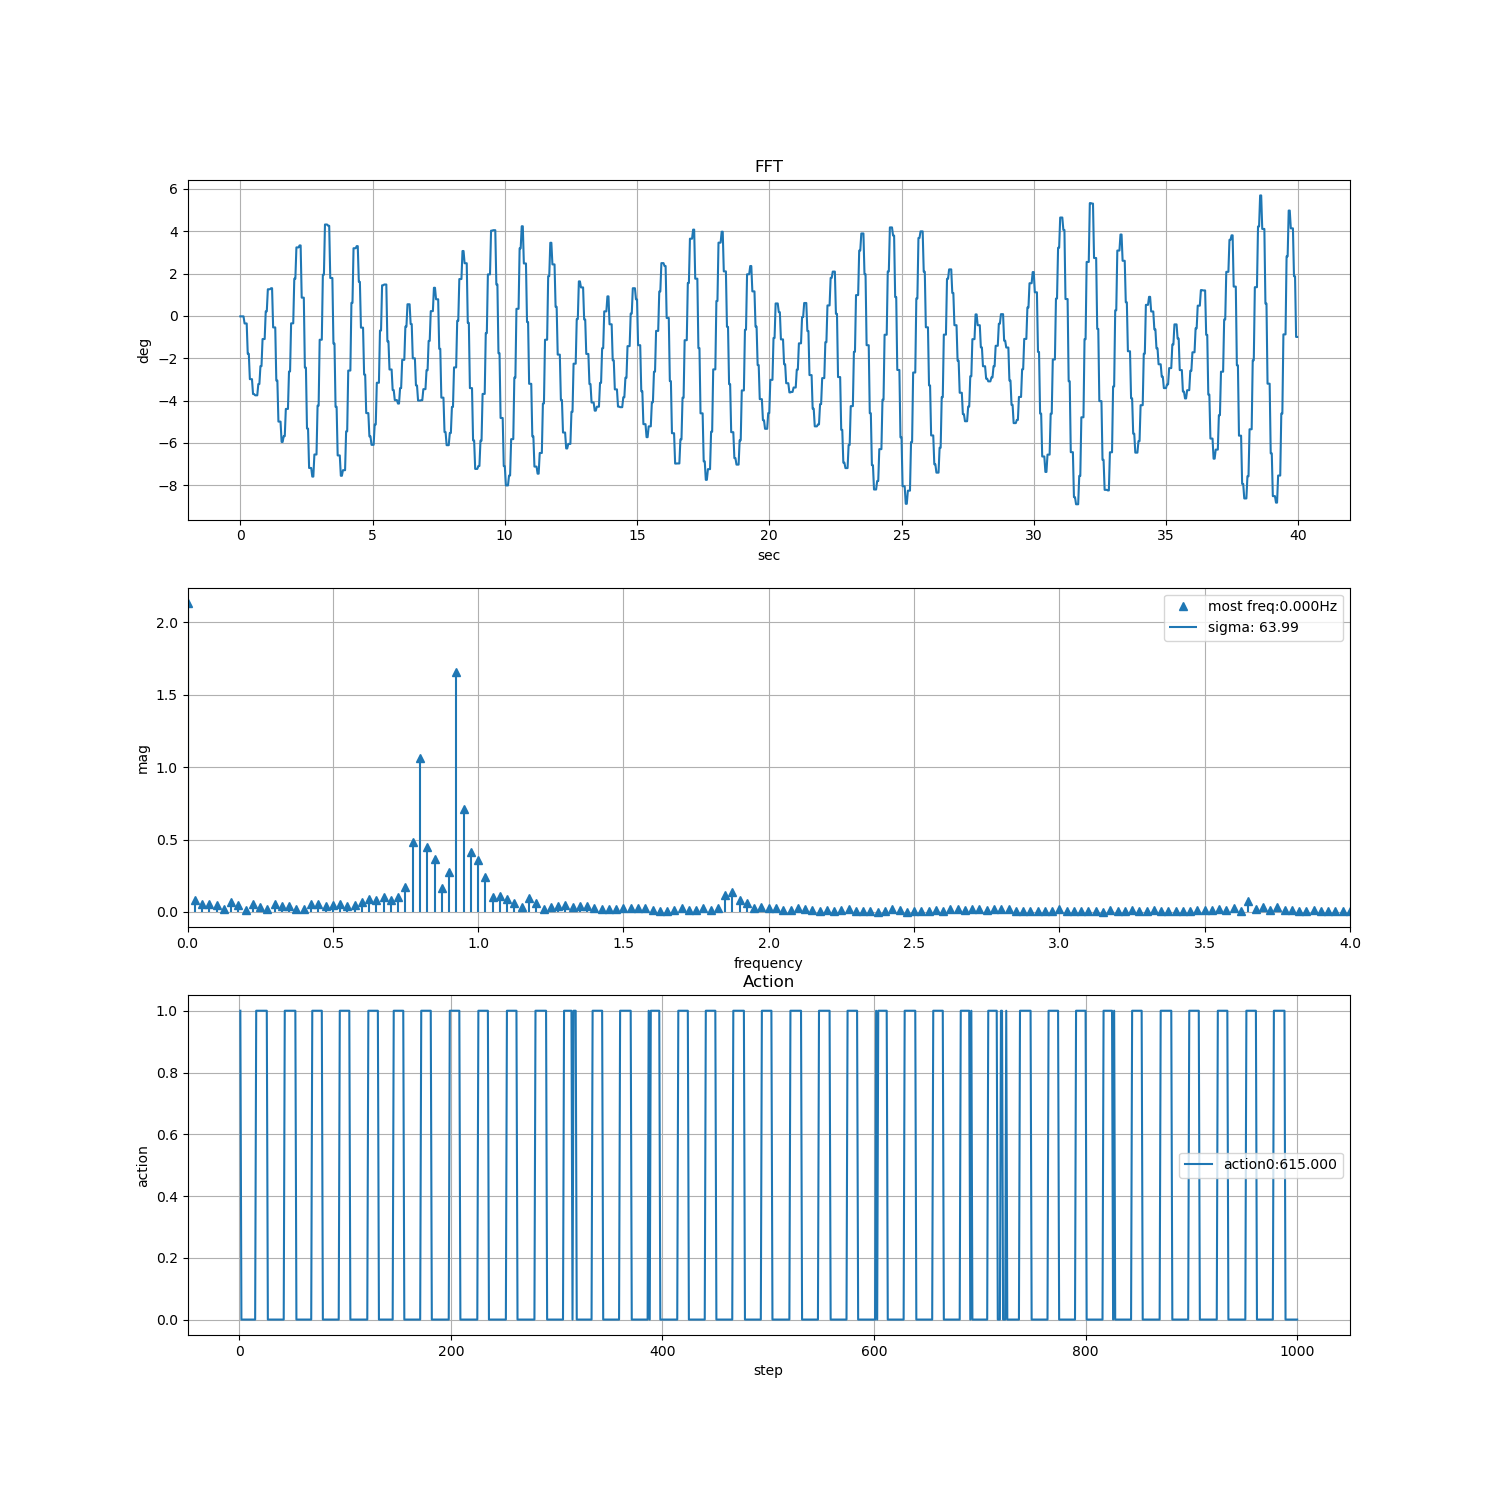 FFT
6
4
2
0
−2
−4
−6
−8
deg
0 5 10 15 20 25 30 35 40
sec
most freq:0.000Hz
sigma: 63.99
2.0
1.5
1.0
0.5
0.0
mag
0.0 0.5 1.0 1.5 2.0 2.5 3.0 3.5 4.0
frequency
Action
1.0
0.8
0.6
0.4
0.2
0.0
action
action0:615.000
0 200 400 600 800 1000
step